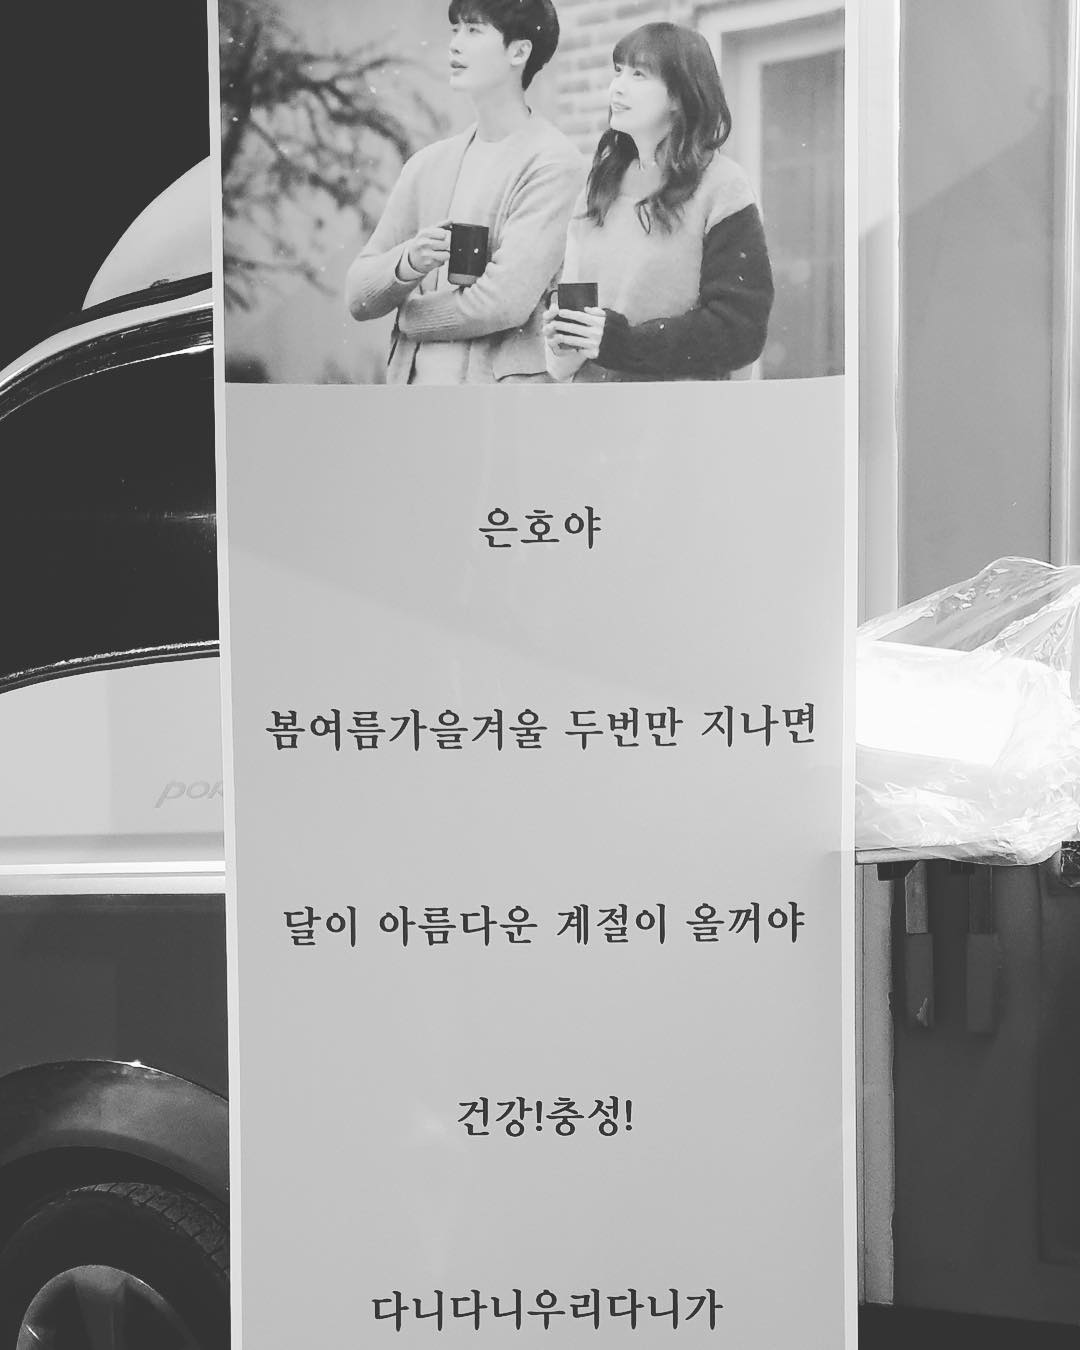 은호야
봄여름가을겨울 두번만 지나면
달이 아름다운 계절이 올꺼야
건강!충성!
다니다니우리다니가